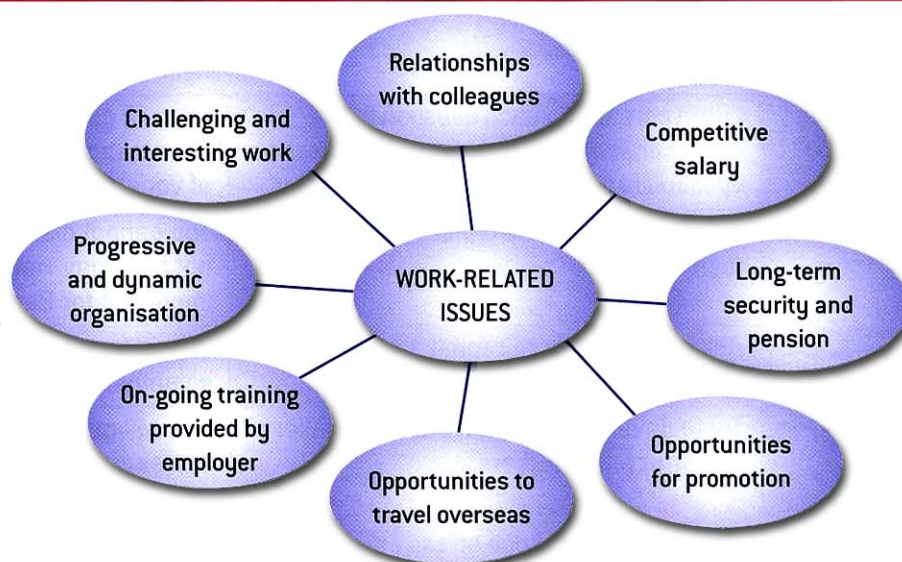 WORK-RELATED
ISSUES
Relationships
with colleagues
Competitive
salary
Long-term
security and
pension
Opportunities
for promotion
Opportunities to
travel overseas
On-going training
provided by
employer
Progressive
and dynamic
organisation
Challenging and
interesting work